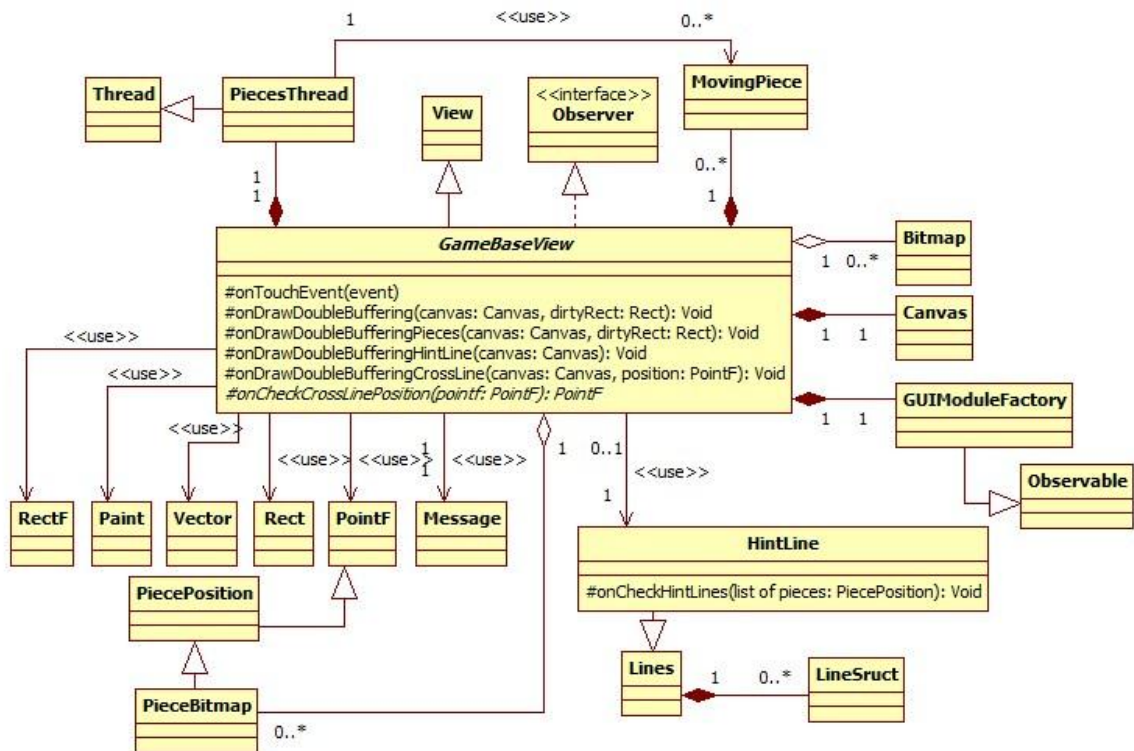 <<use>>
1
0..*
Thread
PiecesThread
View
<<interface>>
Observer
MovingPiece
1
1
0..*
1
GameBaseView
#onTouchEvent(event)
#onDrawDoubleBuffering(canvas: Canvas, dirtyRect: Rect): Void
#onDrawDoubleBufferingPieces(canvas: Canvas, dirtyRect: Rect): Void
#onDrawDoubleBufferingHintLine(canvas: Canvas): Void
#onDrawDoubleBufferingCrossLine(canvas: Canvas, position: PointF): Void
#onCheckCrossLinePosition(pointf: PointF): PointF
Bitmap
1
0..*
Canvas
1
1
GUIModuleFactory
1
1
Observable
<<use>>
<<use>>
<<use>>
<<use>>
<<use>>
1
1
<<use>>
1
0..1
<<use>>
1
RectF
Paint
Vector
Rect
PointF
Message
HintLine
#onCheckHintLines(list of pieces: PiecePosition): Void
PiecePosition
PieceBitmap
0..*
Lines
1
0..*
LineSruct